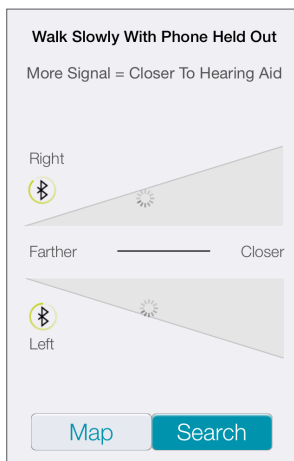 Walk Slowly With Phone Held Out
More Signal = Closer To Hearing Aid
Right
Farther Closer
Left
Map Search